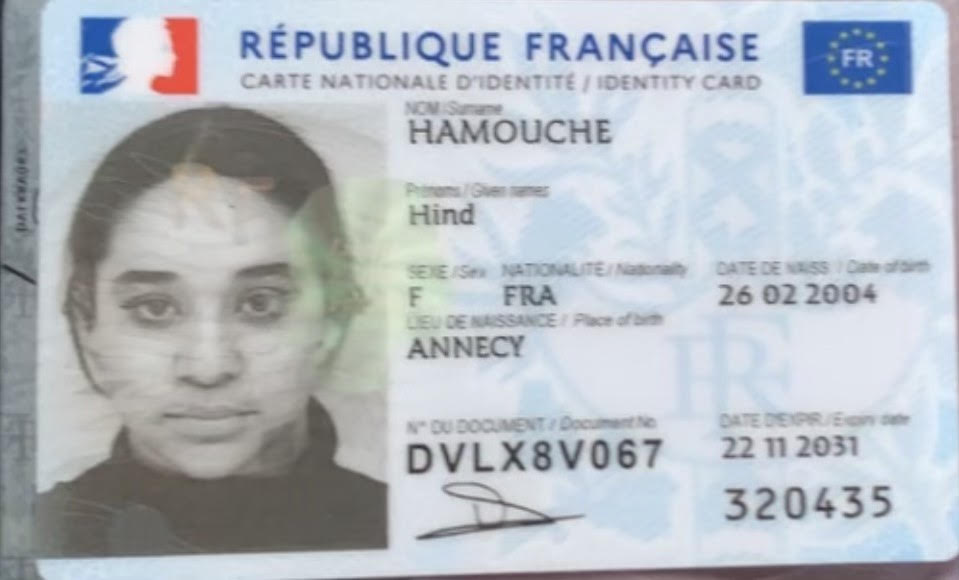 RÉPUBLIQUE FRANÇAISE
FR
CARTE NATIONALE D'IDENTITÉ / IDENTITY CARD
NOM / Surname
HAMOUCHE
Prénoms / Given names
Hind
SEXE / Sex NATIONALITÉ / Nationality DATE DE NAISS / Date of birth
F FRA 26 02 2004
LIEU DE NAISSANCE / Place of birth
ANNECY
N° DU DOCUMENT / Document No DATE D'EXPIR / Expiry date
DVLX8V067 22 11 2031
320435
RF